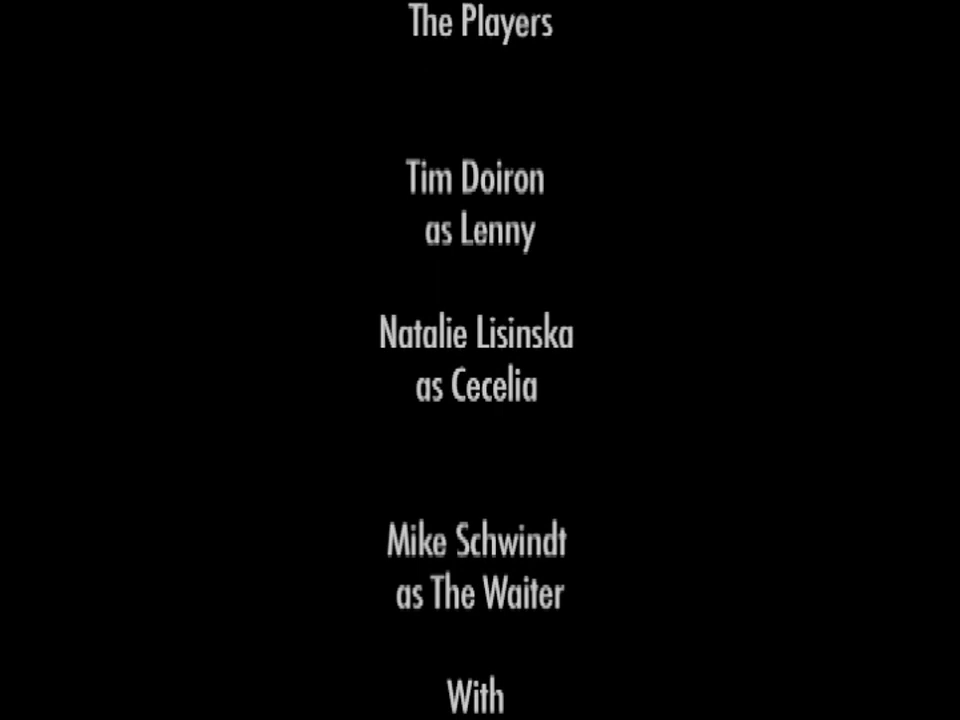 The Players
Tim Doiron
as Lenny
Natalie Lisinska
as Cecelia
Mike Schwindt
as The Waiter
With